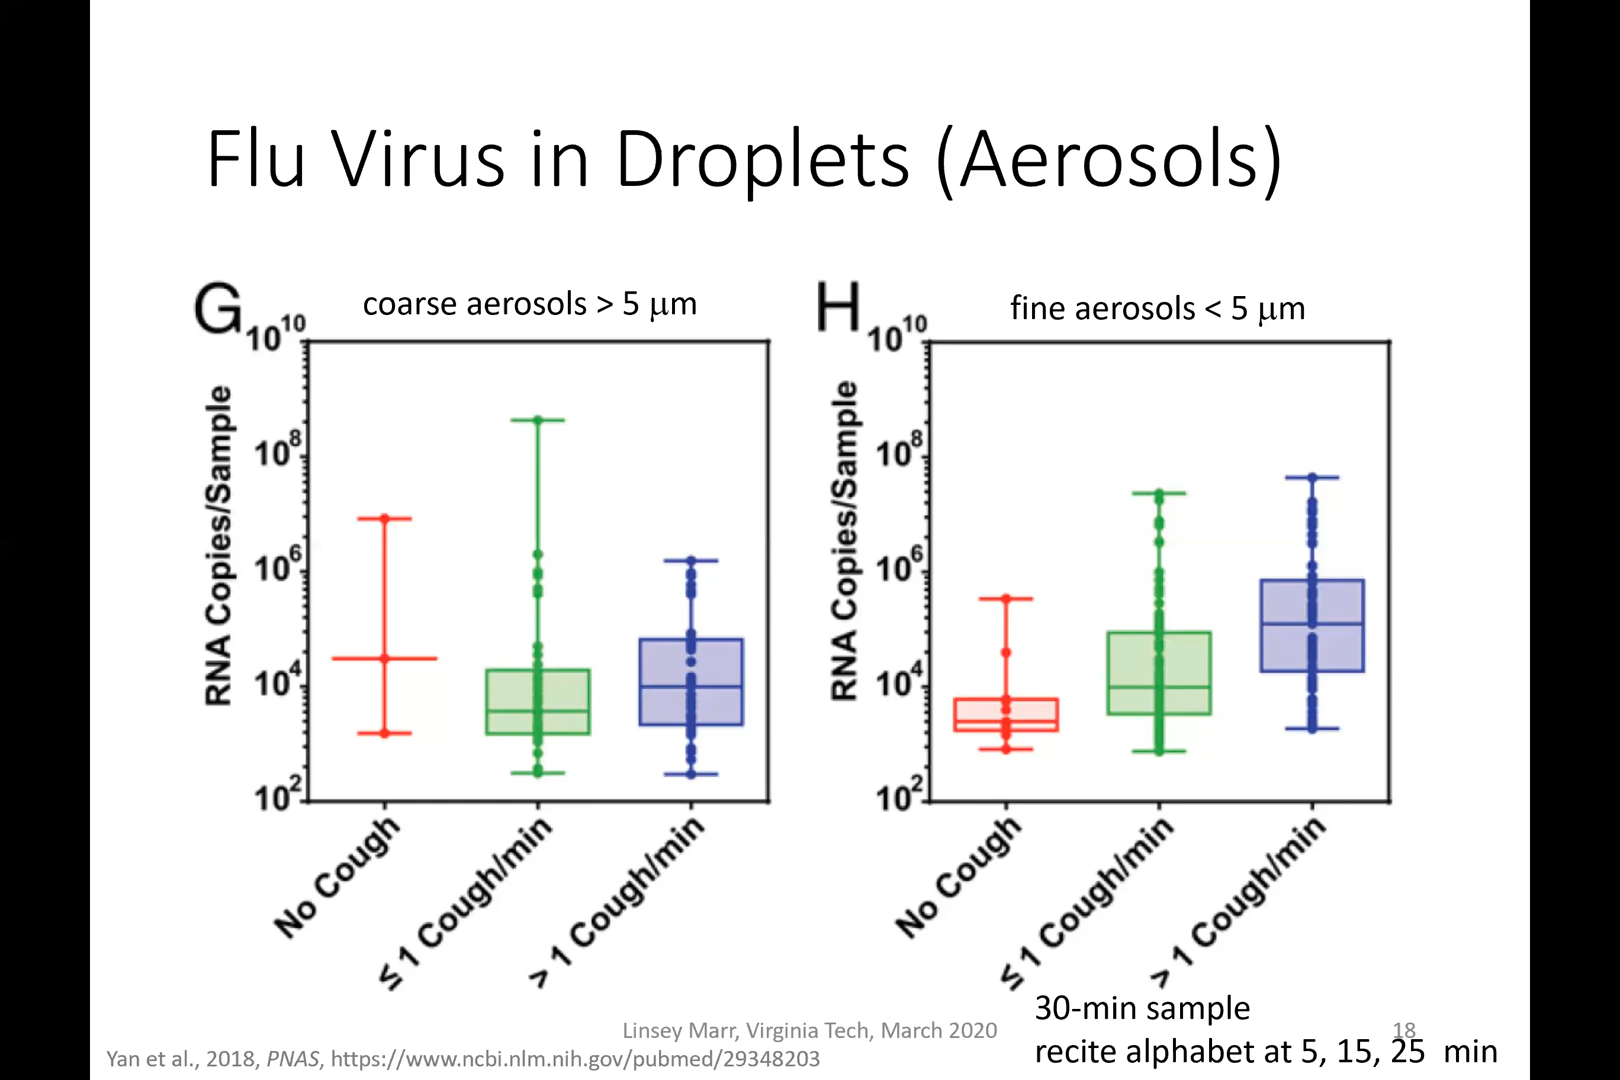 Flu Virus in Droplets (Aerosols)
G
coarse aerosols > 5 μm
RNA Copies/Sample
10^10
10^8
10^6
10^4
10^2
No Cough
≤ 1 Cough/min
> 1 Cough/min
H
fine aerosols < 5 μm
RNA Copies/Sample
10^10
10^8
10^6
10^4
10^2
No Cough
≤ 1 Cough/min
> 1 Cough/min
30-min sample
recite alphabet at 5, 15, 25 min
Linsey Marr, Virginia Tech, March 2020
18
Yan et al., 2018, PNAS, https://www.ncbi.nlm.nih.gov/pubmed/29348203